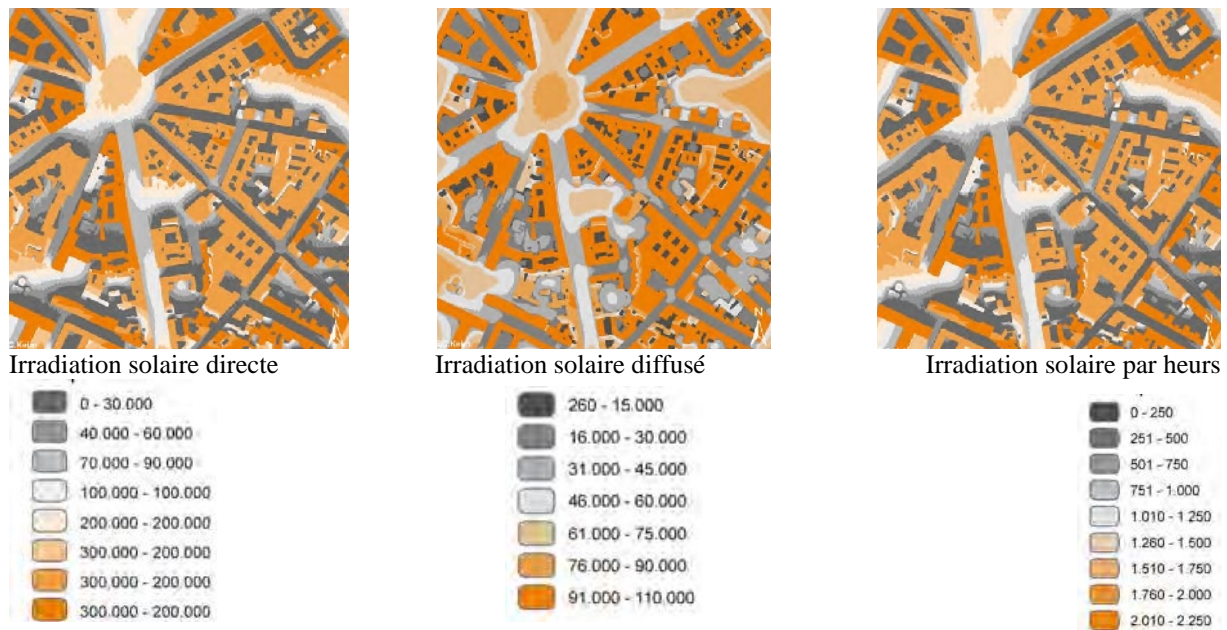 N
N
N
Irradiation solaire directe
Irradiation solaire diffusé
Irradiation solaire par heurs
0 - 30.000
40.000 - 60.000
70.000 - 90.000
100.000 - 100.000
200.000 - 200.000
300.000 - 200.000
300.000 - 200.000
300.000 - 200.000
260 - 15.000
16.000 - 30.000
31.000 - 45.000
46.000 - 60.000
61.000 - 75.000
76.000 - 90.000
91.000 - 110.000
0 - 250
251 - 500
501 - 750
751 - 1.000
1.010 - 1 250
1.260 - 1.500
1.510 - 1.750
1.760 - 2.000
2.010 - 2.250